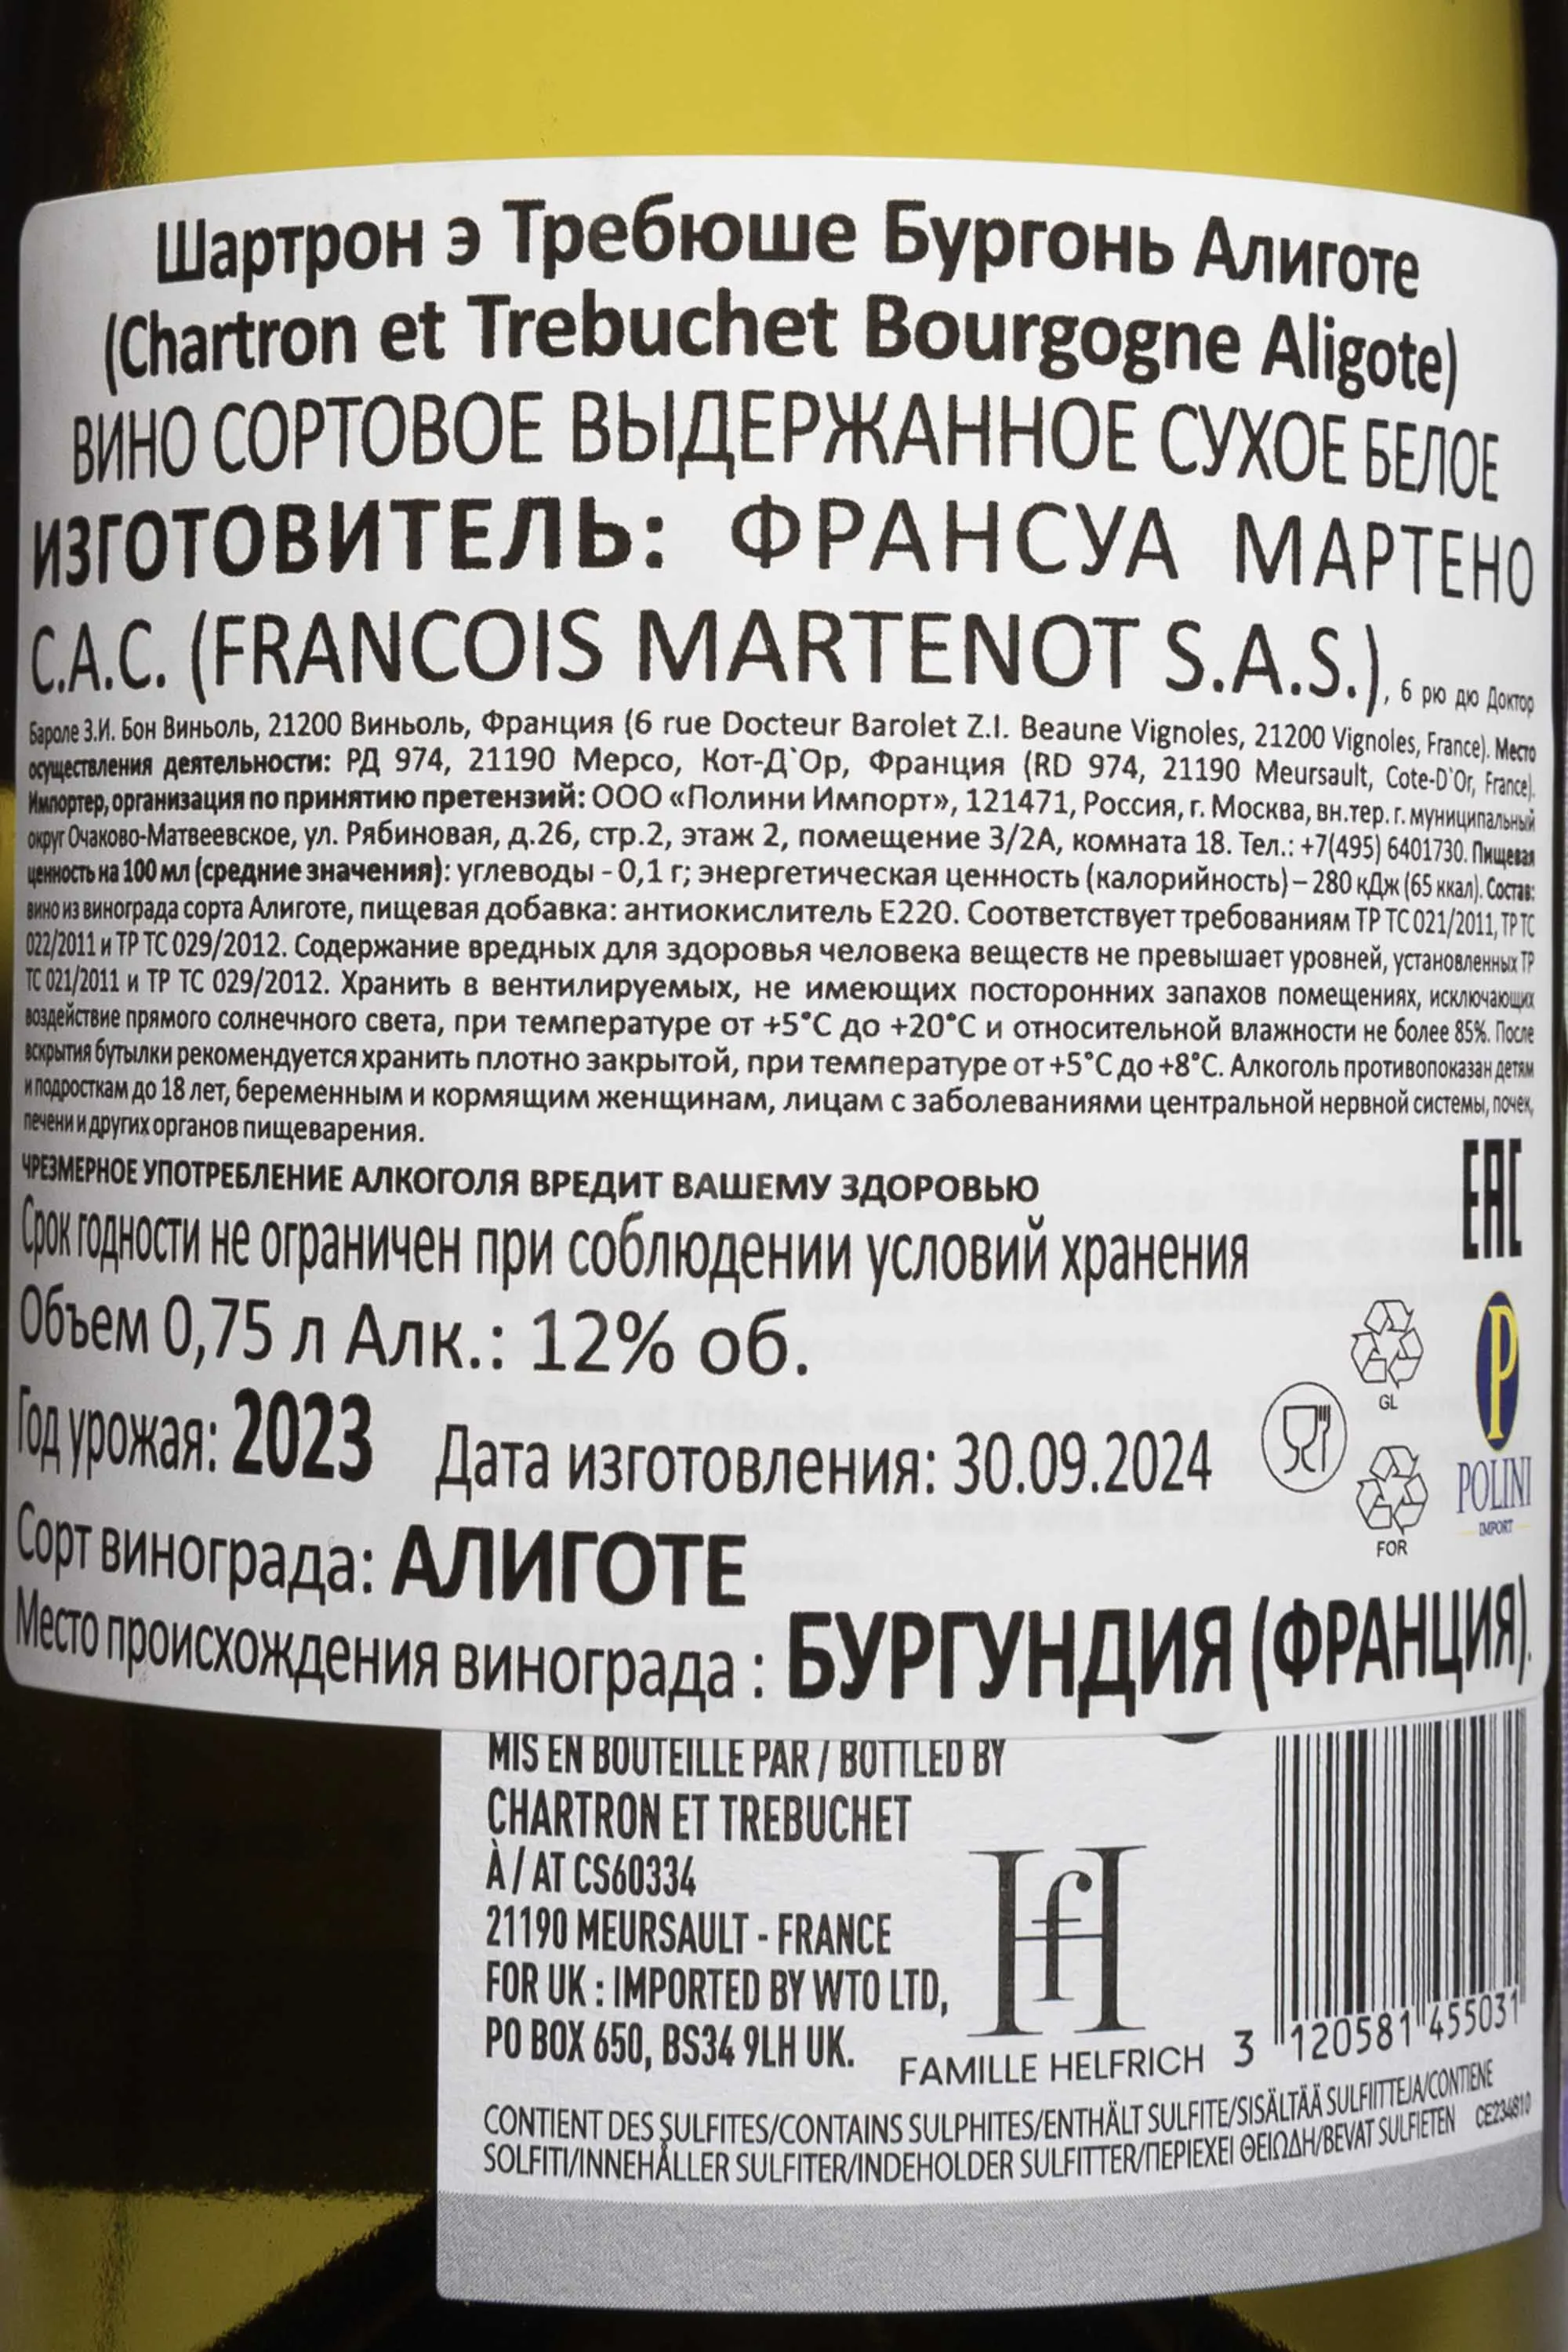 Шартрон э Требюше Бургонь Алиготе
(Chartron et Trebuchet Bourgogne Aligote)
ВИНО СОРТОВОЕ ВЫДЕРЖАННОЕ СУХОЕ БЕЛОЕ
ИЗГОТОВИТЕЛЬ: ФРАНСУА МАРТЕНО
С.А.С. (FRANCOIS MARTENOT S.A.S.), 6 рю дю Доктор
Бароле З.И. Бон Виньоль, 21200 Виньоль, Франция (6 rue Docteur Barolet Z.I. Beaune Vignoles, 21200 Vignoles, France). Место
осуществления деятельности: РД 974, 21190 Мерсо, Кот-Д`Ор, Франция (RD 974, 21190 Meursault, Cote-D`Or, France).
Импортер, организация по принятию претензий: ООО «Полини Импорт», 121471, Россия, г. Москва, вн.тер. г. муниципальный
округ Очаково-Матвеевское, ул. Рябиновая, д.26, стр.2, этаж 2, помещение 3/2А, комната 18. Тел.: +7(495) 6401730. Пищевая
ценность на 100 мл (средние значения): углеводы - 0,1 г; энергетическая ценность (калорийность) – 280 кДж (65 ккал). Состав:
вино из винограда сорта Алиготе, пищевая добавка: антиокислитель Е220. Соответствует требованиям ТР ТС 021/2011, ТР ТС
022/2011 и ТР ТС 029/2012. Содержание вредных для здоровья человека веществ не превышает уровней, установленных ТР
ТС 021/2011 и ТР ТС 029/2012. Хранить в вентилируемых, не имеющих посторонних запахов помещениях, исключающих
воздействие прямого солнечного света, при температуре от +5°С до +20°С и относительной влажности не более 85%. После
вскрытия бутылки рекомендуется хранить плотно закрытой, при температуре от +5°С до +8°С. Алкоголь противопоказан детям
и подросткам до 18 лет, беременным и кормящим женщинам, лицам с заболеваниями центральной нервной системы, почек,
печени и других органов пищеварения.
ЧРЕЗМЕРНОЕ УПОТРЕБЛЕНИЕ АЛКОГОЛЯ ВРЕДИТ ВАШЕМУ ЗДОРОВЬЮ
EAC
Срок годности не ограничен при соблюдении условий хранения
Объем 0,75 л Алк.: 12% об.
GL
P
Год урожая: 2023 Дата изготовления: 30.09.2024
POLINI
IMPORT
FOR
Сорт винограда: АЛИГОТЕ
Место происхождения винограда : БУРГУНДИЯ (ФРАНЦИЯ).
MIS EN BOUTEILLE PAR / BOTTLED BY
CHARTRON ET TREBUCHET
À / AT CS60334
21190 MEURSAULT - FRANCE
FOR UK : IMPORTED BY WTO LTD,
PO BOX 650, BS34 9LH UK.
HfH
FAMILLE HELFRICH
3 120581 455031
CONTIENT DES SULFITES/CONTAINS SULPHITES/ENTHÄLT SULFITE/SISÄLTÄÄ SULFIITTEJA/CONTIENE
SOLFITI/INNEHÅLLER SULFITER/INDEHOLDER SULFITTER/ΠΕΡΙΕΧΕΙ ΘΕΙΩΔΗ/BEVAT SULFIETEN CE234810